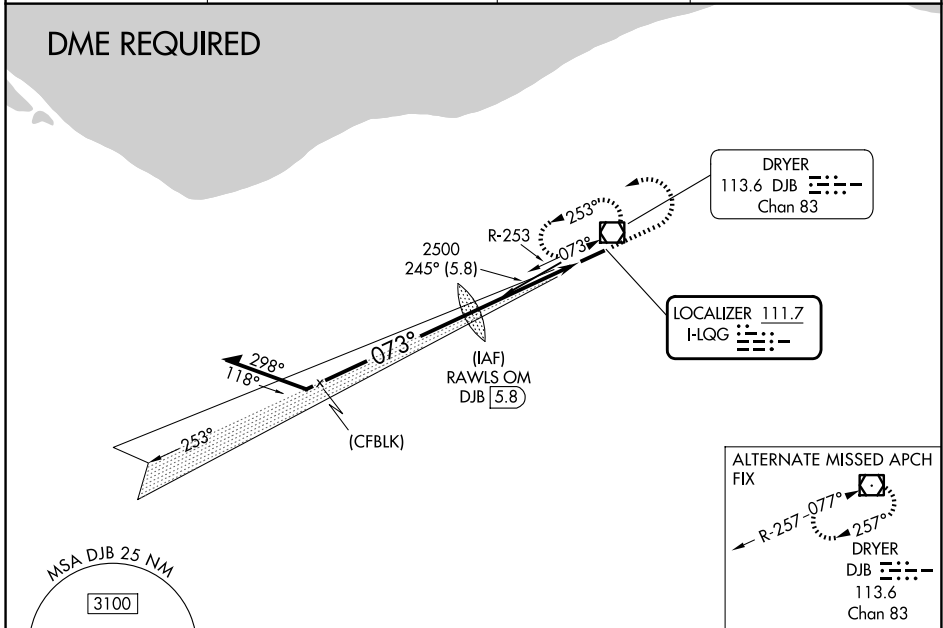 DME REQUIRED
DRYER
113.6 DJB
Chan 83
253°
R-253
073°
2500
245° (5.8)
LOCALIZER 111.7
I-LQG
073°
(IAF)
RAWLS OM
DJB 5.8
298°
118°
(CFBLK)
253°
ALTERNATE MISSED APCH
FIX
R-257
077°
257°
DRYER
DJB
113.6
Chan 83
MSA DJB 25 NM
3100